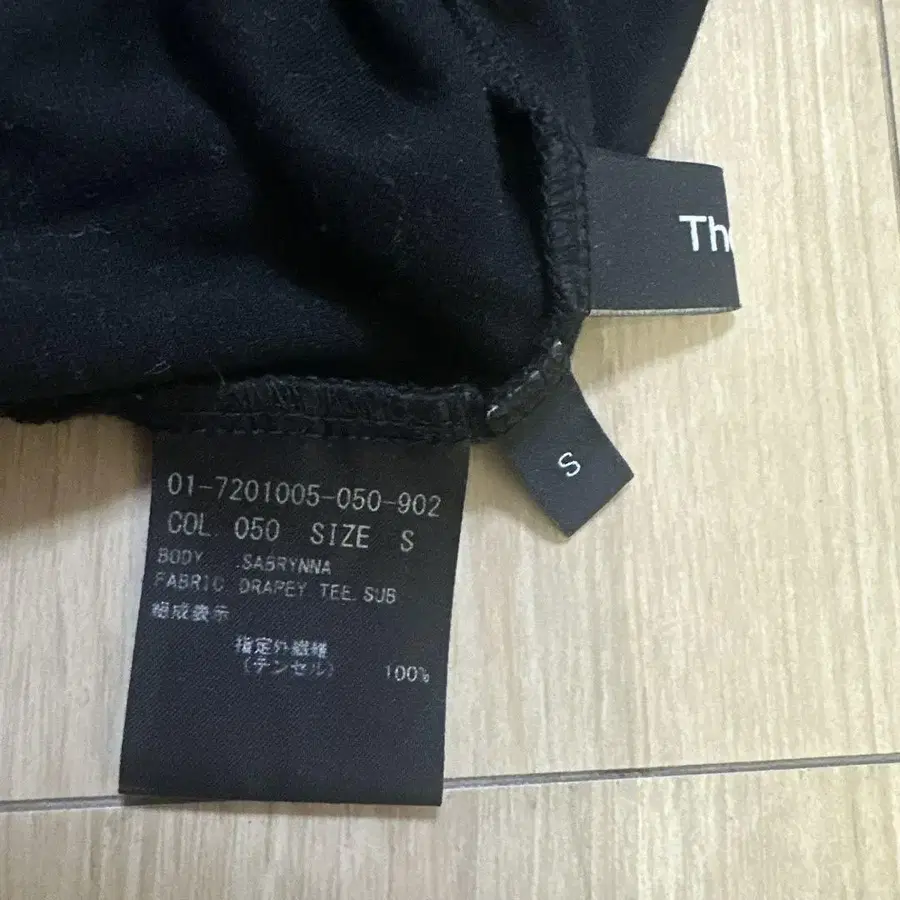 Th
S
01-7201005-050-902
COL 050 SIZE S
BODY .SABRYNNA
FABRIC DRAPEY TEE.SUB
組成表示
指定外繊維
(テンセル) 100%